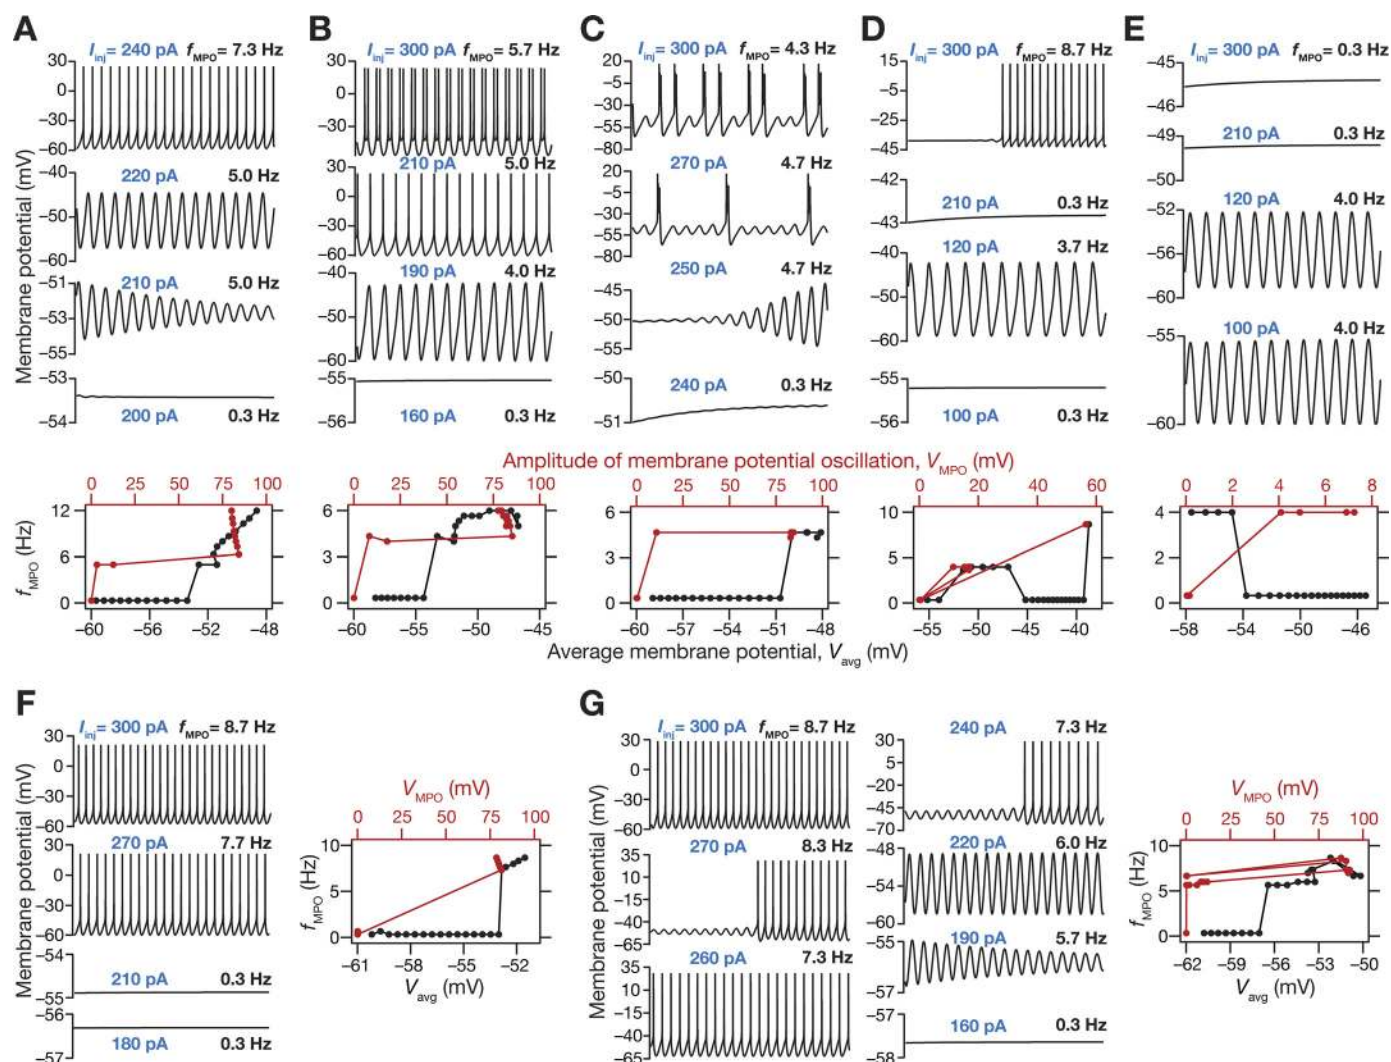 A B C D E
I_inj = 240 pA f_MPO = 7.3 Hz
I_inj = 300 pA f_MPO = 5.7 Hz
I_inj = 300 pA f_MPO = 4.3 Hz
I_inj = 300 pA f_MPO = 8.7 Hz
I_inj = 300 pA f_MPO = 0.3 Hz
Membrane potential (mV)
30 0 −30 −60
220 pA 5.0 Hz
−40 −50 −60
210 pA 5.0 Hz
−51 −53 −55
−53 −54
200 pA 0.3 Hz
30 0 −30
210 pA 5.0 Hz
30 0 −30 −60
190 pA 4.0 Hz
−40 −50 −60
−55 −56
160 pA 0.3 Hz
20 −5 −30 −55 −80
270 pA 4.7 Hz
20 −5 −30 −55 −80
250 pA 4.7 Hz
−40 −45 −50 −55
−50 −51
240 pA 0.3 Hz
15 −5 −25 −45
−42 −43
210 pA 0.3 Hz
120 pA 3.7 Hz
−40 −50 −60
−55 −56
100 pA 0.3 Hz
−45 −46
210 pA 0.3 Hz
−49 −50
120 pA 4.0 Hz
−52 −56 −60
100 pA 4.0 Hz
−55 −60
Amplitude of membrane potential oscillation, V_MPO (mV)
0 25 50 75 100
0 25 50 75 100
0 25 50 75 100
0 20 40 60
0 2 4 6 8
f_MPO (Hz)
12 6 0
6 3 0
6 3 0
10 5 0
4 2 0
−60 −56 −52 −48
−60 −55 −50 −45
−60 −57 −54 −51 −48
−55 −50 −45 −40
−58 −54 −50 −46
Average membrane potential, V_avg (mV)
F
I_inj = 300 pA f_MPO = 8.7 Hz
Membrane potential (mV)
30 0 −30 −60
270 pA 7.7 Hz
30 0 −30 −60
210 pA 0.3 Hz
−54 −55
−56 −57
180 pA 0.3 Hz
V_MPO (mV)
0 25 50 75 100
f_MPO (Hz)
10 5 0
−61 −58 −55 −52
V_avg (mV)
G
I_inj = 300 pA f_MPO = 8.7 Hz
Membrane potential (mV)
30 0 −30 −60
270 pA 8.3 Hz
35 10 −15 −40 −65
260 pA 7.3 Hz
35 10 −15 −40 −65
240 pA 7.3 Hz
30 5 −20 −45 −70
220 pA 6.0 Hz
−48 −54 −60
190 pA 5.7 Hz
−55 −57
−57 −58
160 pA 0.3 Hz
V_MPO (mV)
0 25 50 75 100
f_MPO (Hz)
10 5 0
−62 −59 −56 −53 −50
V_avg (mV)